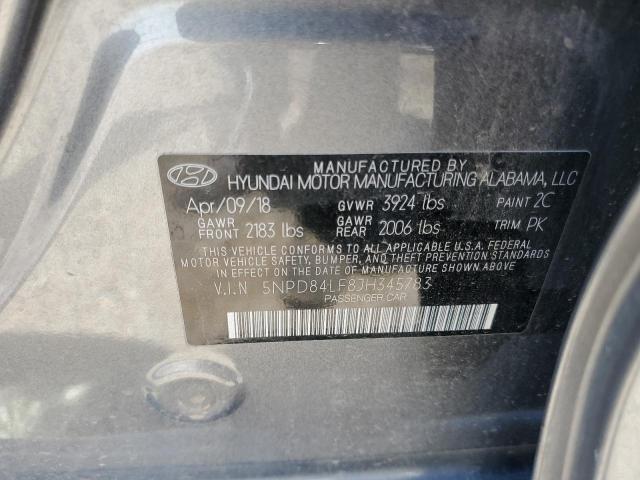 MANUFACTURED BY
HYUNDAI MOTOR MANUFACTURING ALABAMA, LLC
Apr/09/18 GVWR 3924 lbs PAINT 2C
GAWR FRONT 2183 lbs GAWR REAR 2006 lbs TRIM PK
THIS VEHICLE CONFORMS TO ALL APPLICABLE U.S.A. FEDERAL
MOTOR VEHICLE SAFETY, BUMPER, AND THEFT PREVENTION
STANDARDS IN EFFECT ON THE DATE OF MANUFACTURE SHOWN ABOVE.
V.I.N 5NPD84LF8JH345783
PASSENGER CAR